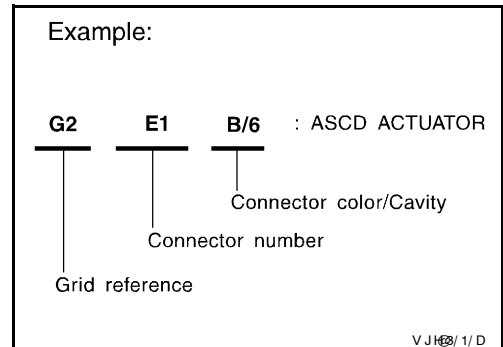 Example:
G2 E1 B/6 : ASCD ACTUATOR
Connector color/Cavity
Connector number
Grid reference